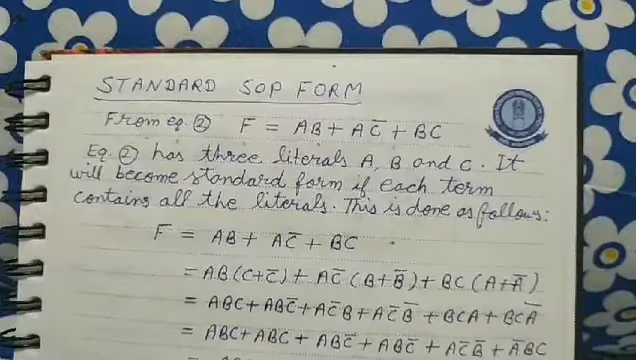 STANDARD SOP FORM
From eq. ② F = AB + AC̅ + BC
Eq. ② has three literals A, B and C. It
will become standard form if each term
contains all the literals. This is done as follows:
F = AB + AC̅ + BC
= AB(C+C̅) + AC̅(B+B̅) + BC(A+A̅)
= ABC + ABC̅ + AC̅B + AC̅B̅ + BCA + BCA̅
= ABC + ABC + ABC̅ + ABC̅ + AC̅B̅ + A̅BC